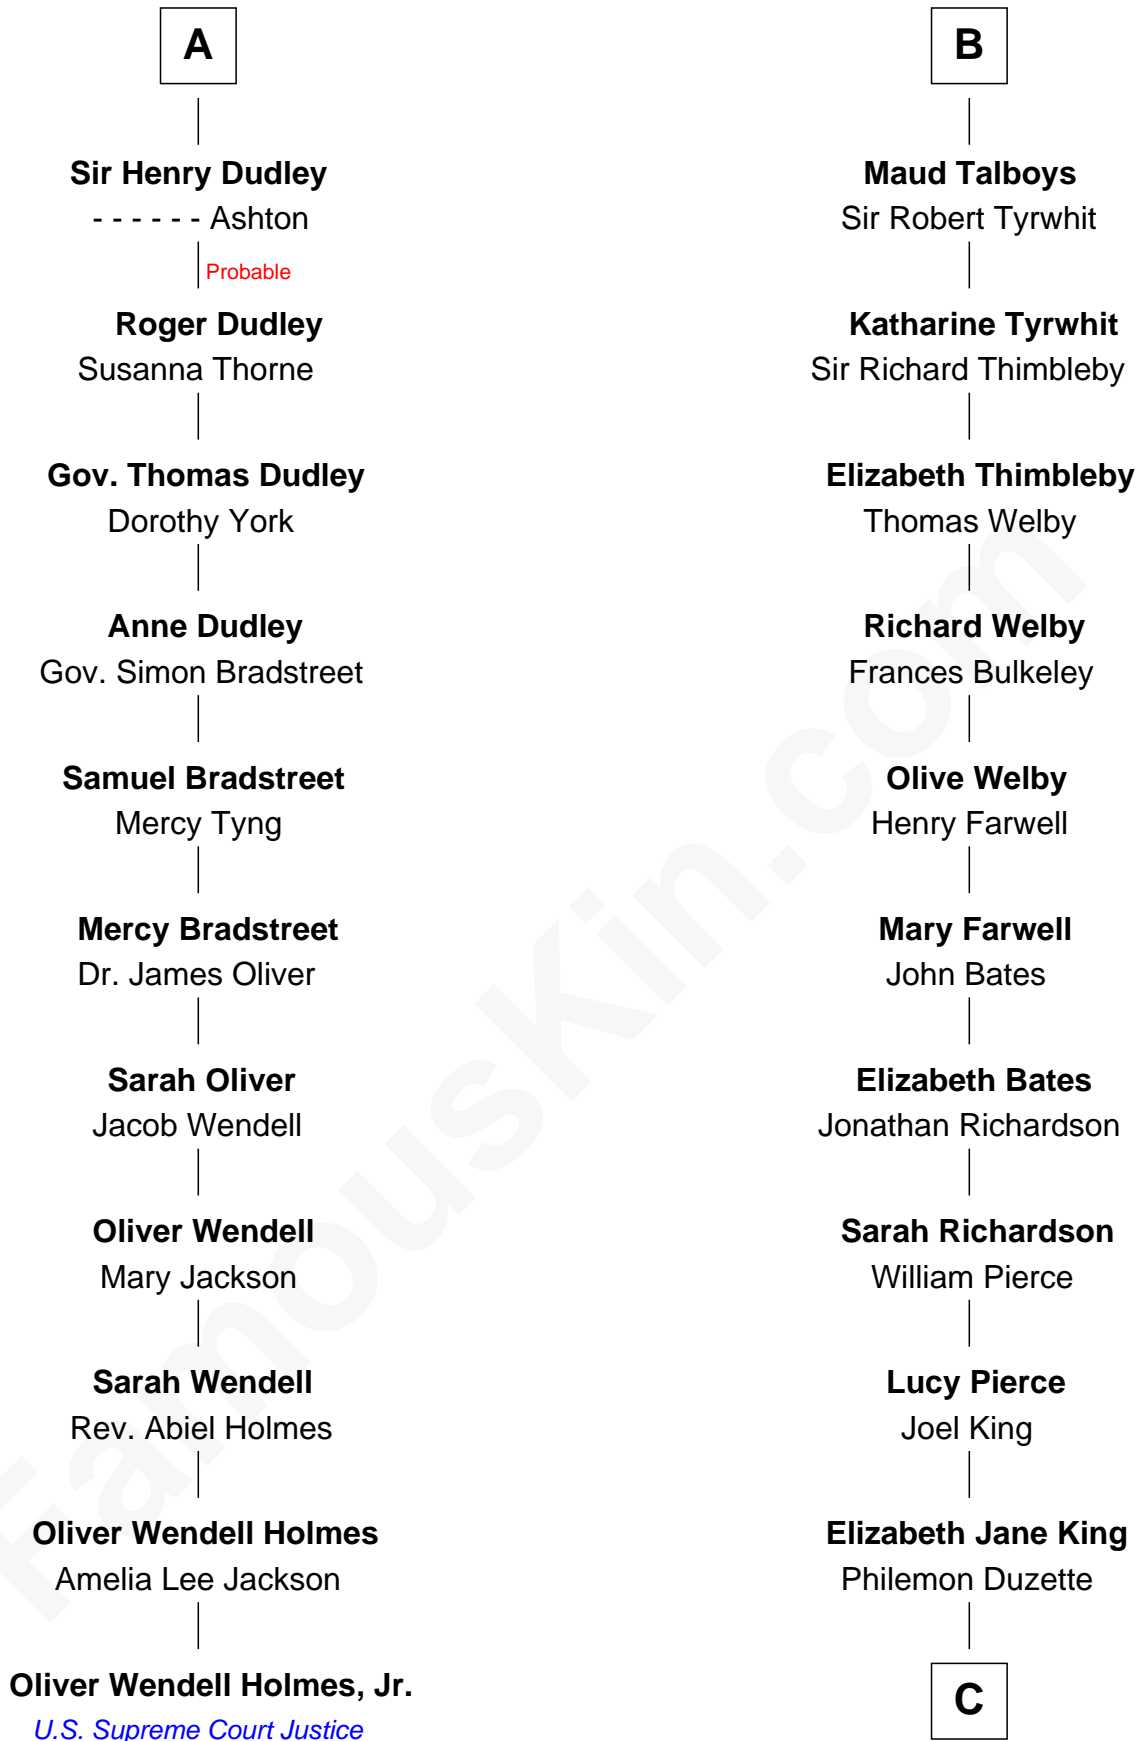 A
Sir Henry Dudley
- - - - - - Ashton
Probable
Roger Dudley
Susanna Thorne
Gov. Thomas Dudley
Dorothy York
Anne Dudley
Gov. Simon Bradstreet
Samuel Bradstreet
Mercy Tyng
Mercy Bradstreet
Dr. James Oliver
Sarah Oliver
Jacob Wendell
Oliver Wendell
Mary Jackson
Sarah Wendell
Rev. Abiel Holmes
Oliver Wendell Holmes
Amelia Lee Jackson
Oliver Wendell Holmes, Jr.
U.S. Supreme Court Justice
B
Maud Talboys
Sir Robert Tyrwhit
Katharine Tyrwhit
Sir Richard Thimbleby
Elizabeth Thimbleby
Thomas Welby
Richard Welby
Frances Bulkeley
Olive Welby
Henry Farwell
Mary Farwell
John Bates
Elizabeth Bates
Jonathan Richardson
Sarah Richardson
William Pierce
Lucy Pierce
Joel King
Elizabeth Jane King
Philemon Duzette
C
FamousKin.com